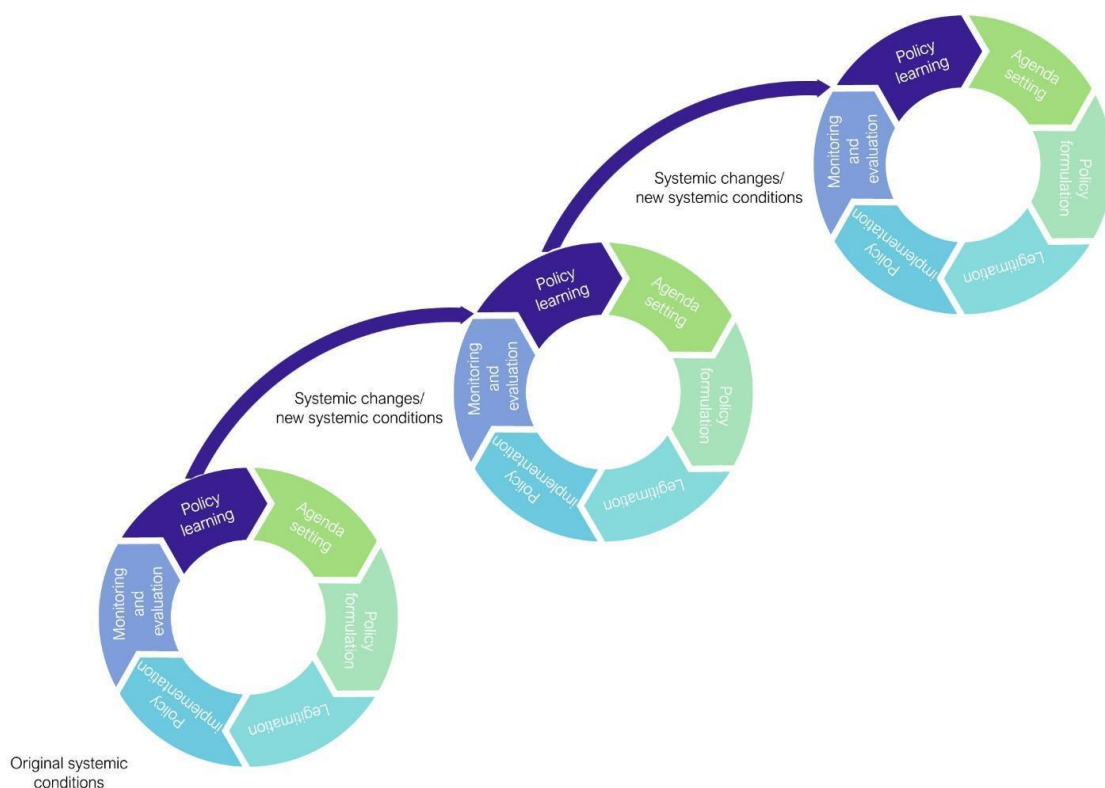 Policy
learning
Agenda
setting
Policy
formulation
Legitimation
Policy
implementation
Monitoring
and
evaluation
Systemic changes/
new systemic conditions
Policy
learning
Agenda
setting
Policy
formulation
Legitimation
Policy
implementation
Monitoring
and
evaluation
Systemic changes/
new systemic conditions
Policy
learning
Agenda
setting
Policy
formulation
Legitimation
Policy
implementation
Monitoring
and
evaluation
Original systemic
conditions